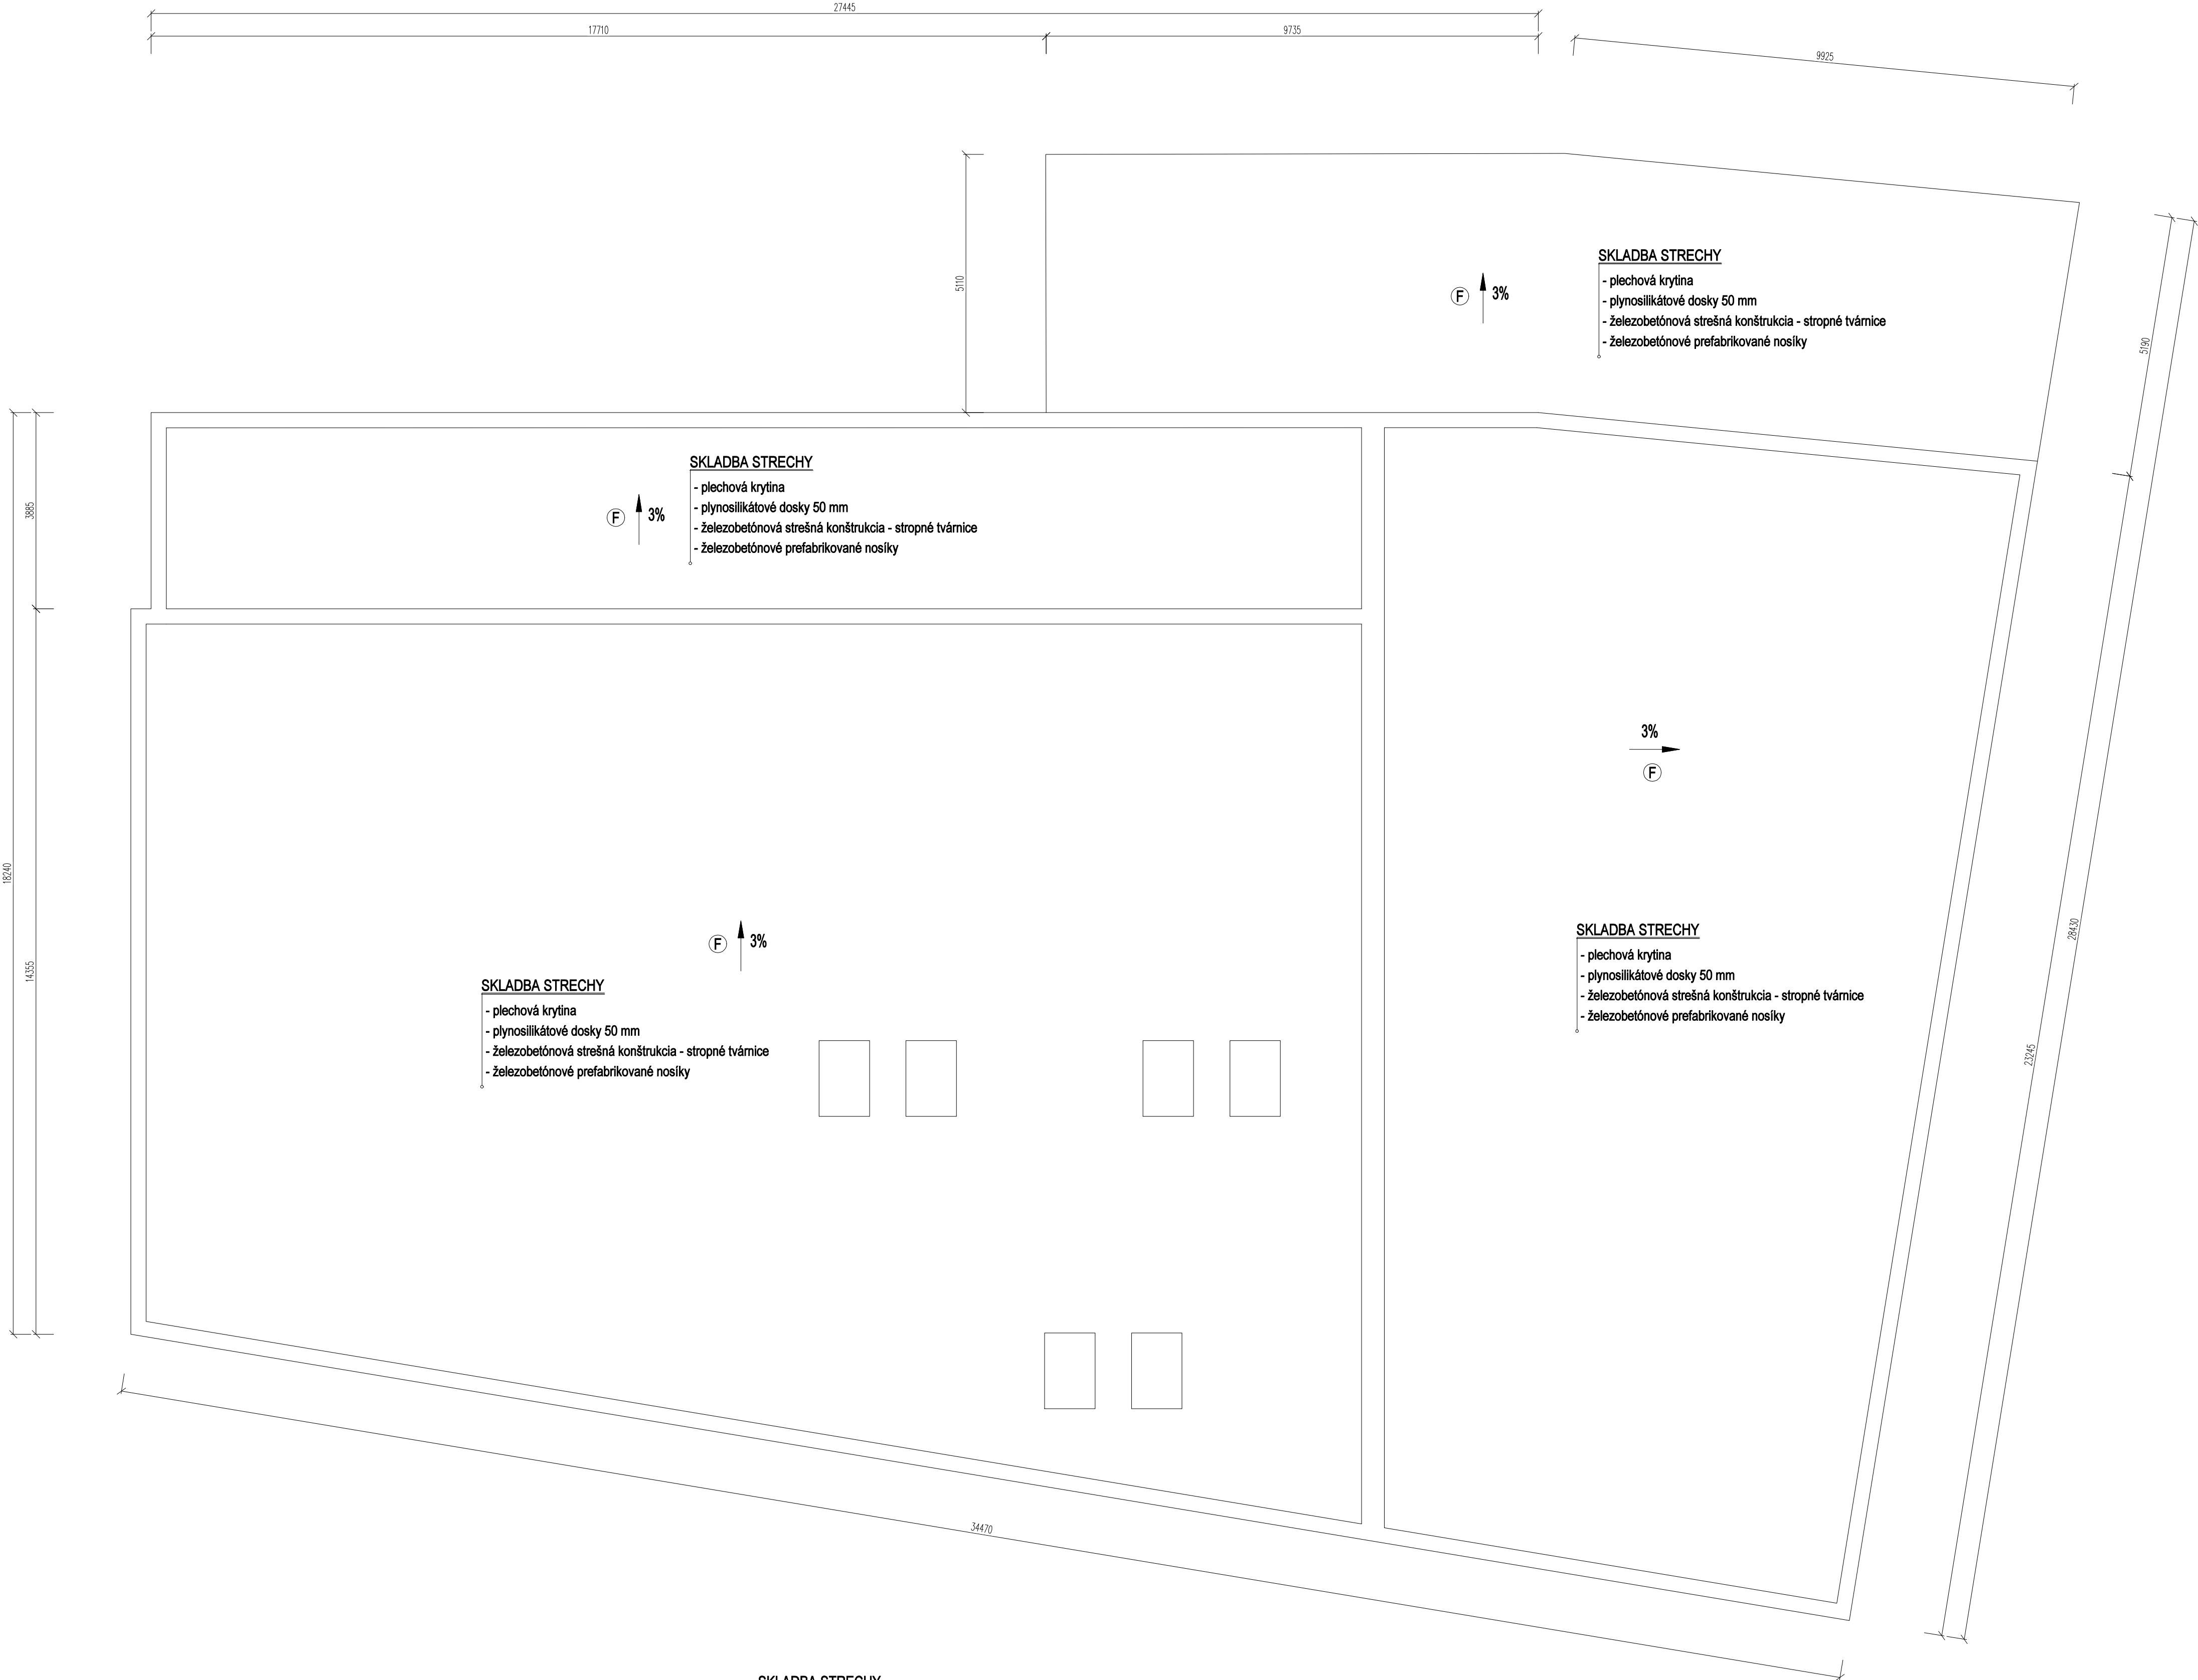 27445
17710
9735
9925
5110
SKLADBA STRECHY
- plechová krytina
- plynosilikátové dosky 50 mm
- železobetónová strešná konštrukcia - stropné tvárnice
- železobetónové prefabrikované nosíky
F 3%
5190
SKLADBA STRECHY
- plechová krytina
- plynosilikátové dosky 50 mm
- železobetónová strešná konštrukcia - stropné tvárnice
- železobetónové prefabrikované nosíky
F 3%
3885
18240
14355
3%
F
F 3%
SKLADBA STRECHY
- plechová krytina
- plynosilikátové dosky 50 mm
- železobetónová strešná konštrukcia - stropné tvárnice
- železobetónové prefabrikované nosíky
SKLADBA STRECHY
- plechová krytina
- plynosilikátové dosky 50 mm
- železobetónová strešná konštrukcia - stropné tvárnice
- železobetónové prefabrikované nosíky
28430
23245
34470
SKLADBA STRECHY